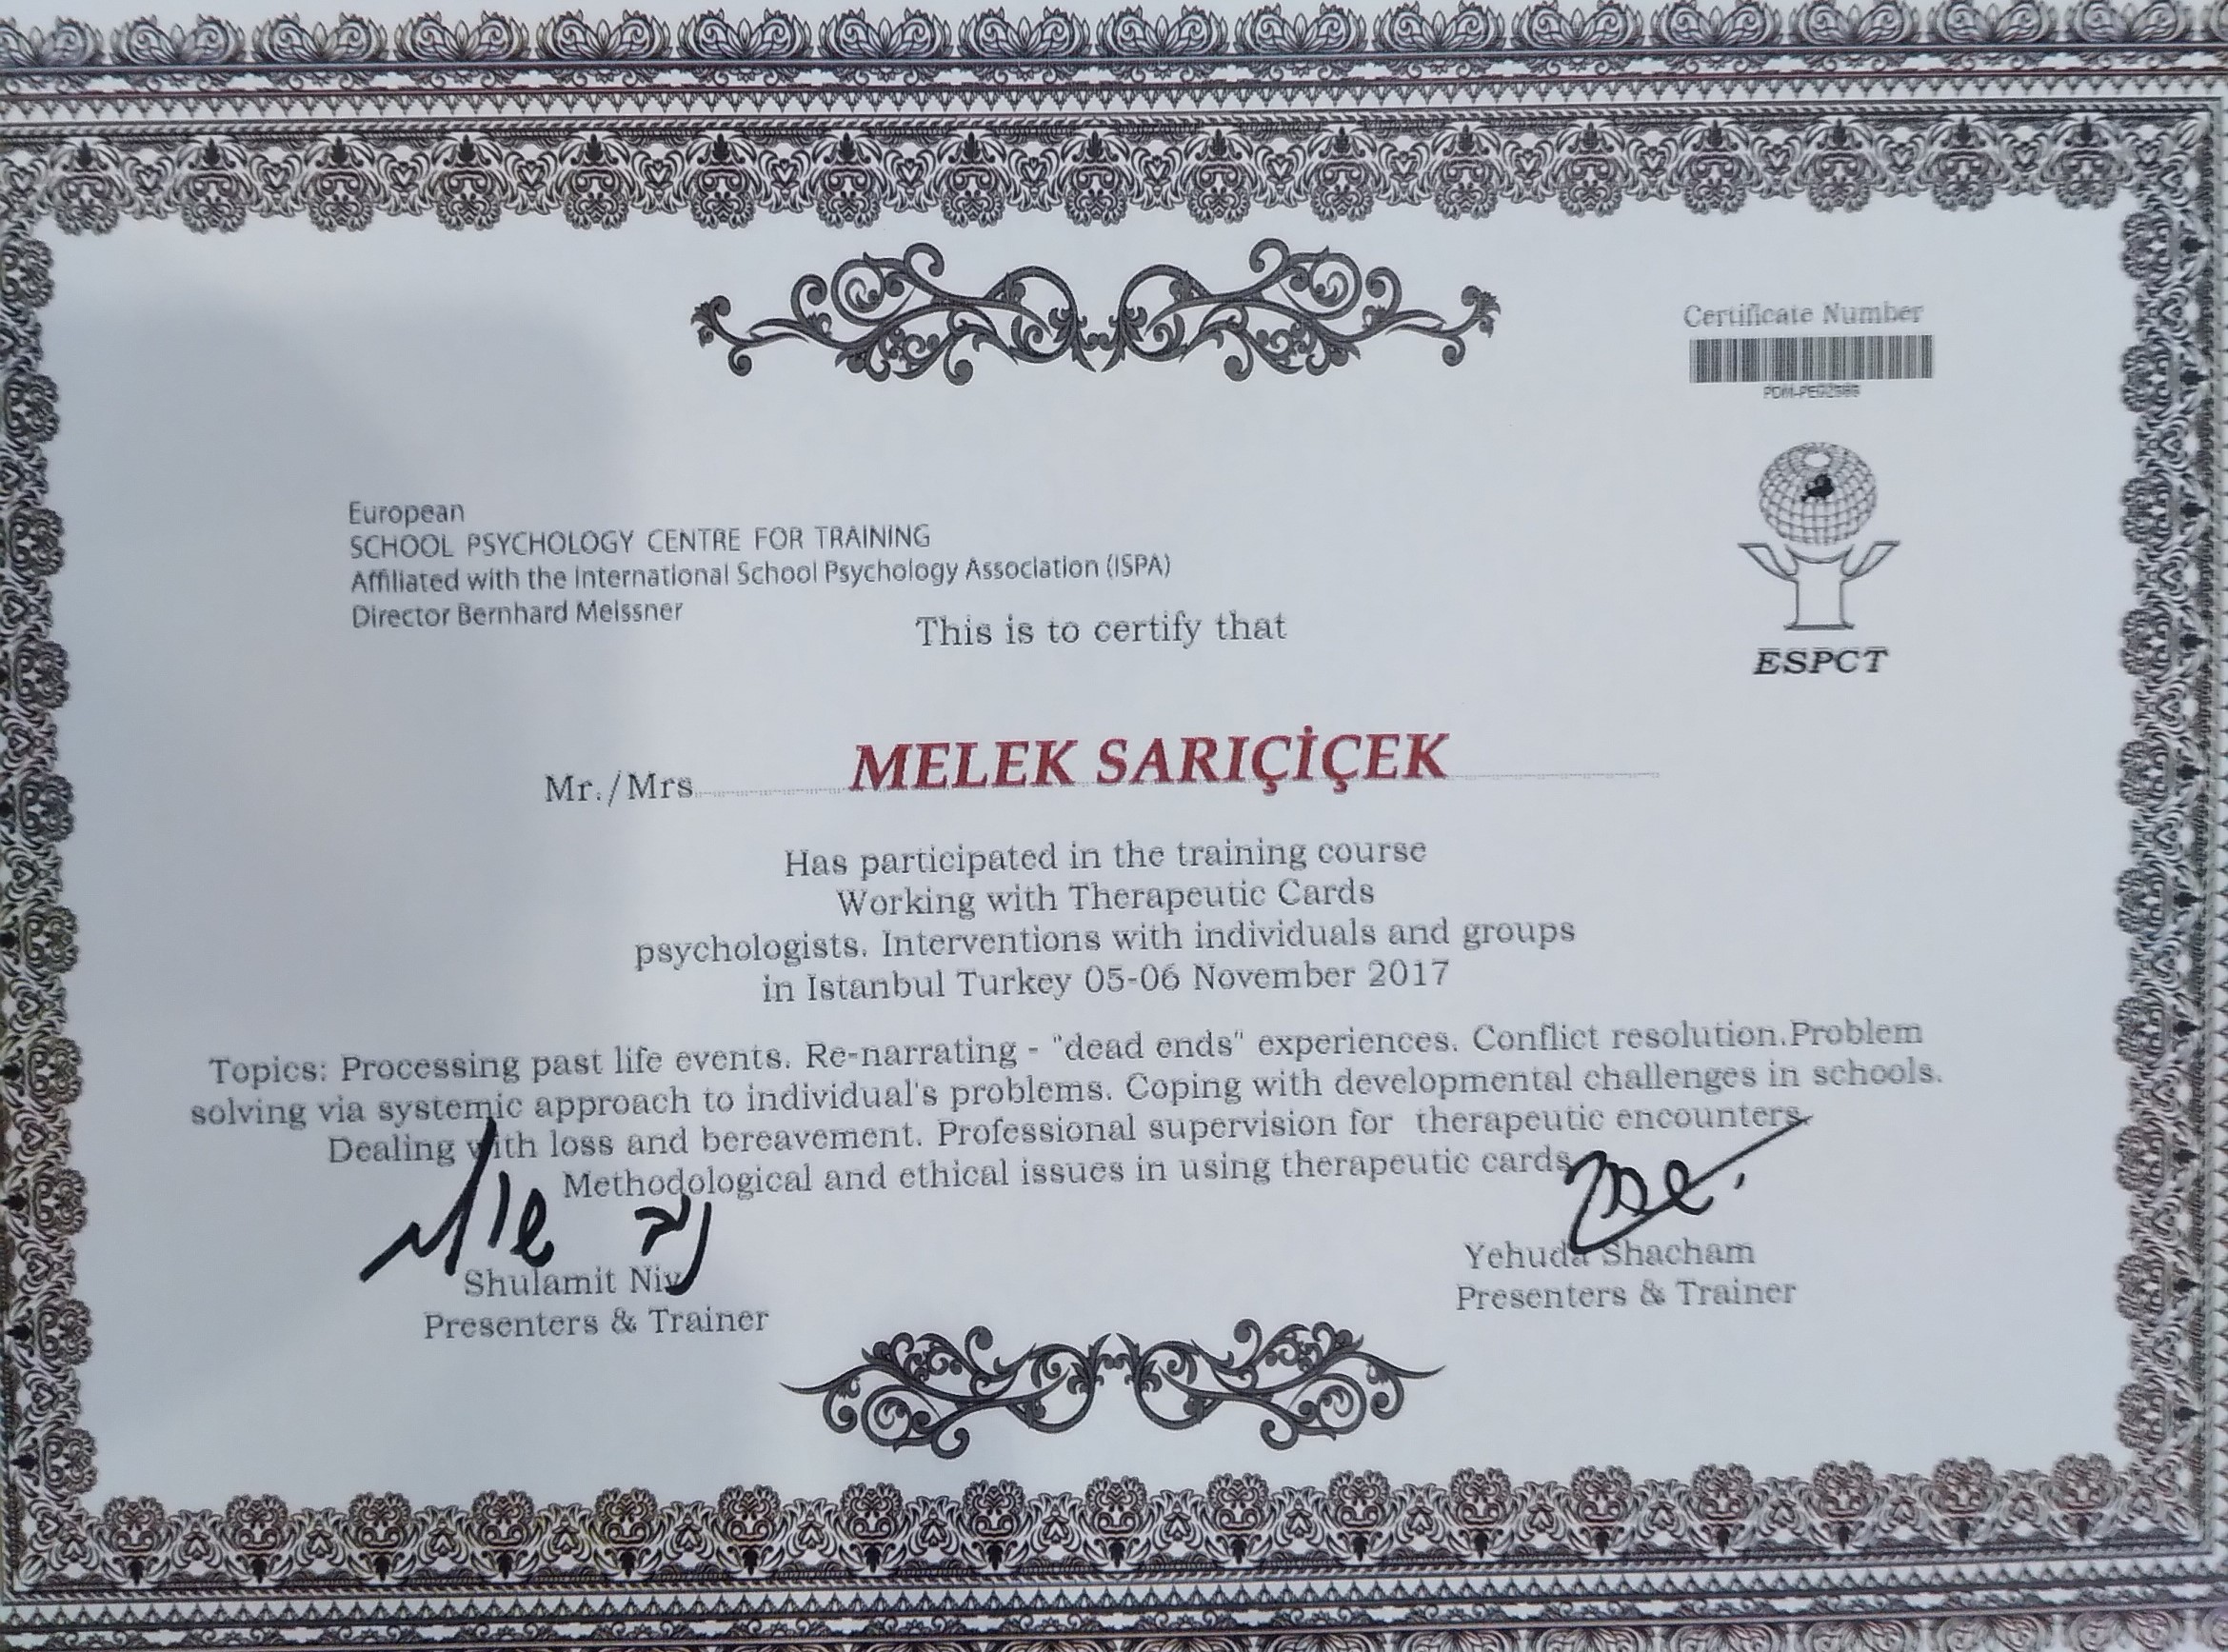 Certificate Number
European
SCHOOL PSYCHOLOGY CENTRE FOR TRAINING
Affiliated with the International School Psychology Association (ISPA)
Director Bernhard Meissner
ESPCT
This is to certify that
Mr./Mrs. MELEK SARIÇİÇEK
Has participated in the training course
Working with Therapeutic Cards
psychologists. Interventions with individuals and groups
in Istanbul Turkey 05-06 November 2017
Topics: Processing past life events. Re-narrating - "dead ends" experiences. Conflict resolution.Problem
solving via systemic approach to individual's problems. Coping with developmental challenges in schools.
Dealing with loss and bereavement. Professional supervision for therapeutic encounters.
Methodological and ethical issues in using therapeutic cards
Shulamit Niv
Presenters & Trainer
Yehuda Shacham
Presenters & Trainer